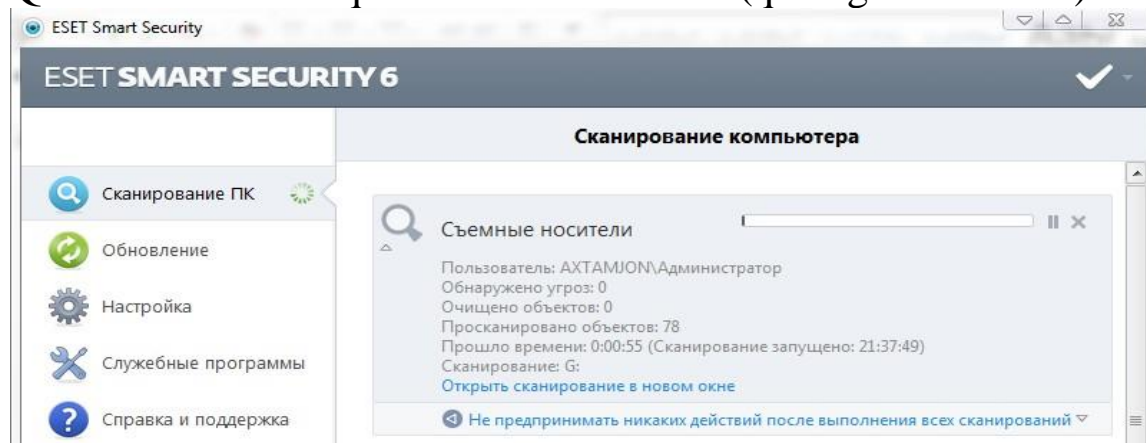 ESET Smart Security
ESET SMART SECURITY 6
Сканирование компьютера
Сканирование ПК
Обновление
Настройка
Служебные программы
Справка и поддержка
Съемные носители
Пользователь: AXTAMJON\Администратор
Обнаружено угроз: 0
Очищено объектов: 0
Просканировано объектов: 78
Прошло времени: 0:00:55 (Сканирование запущено: 21:37:49)
Сканирование: G:
Открыть сканирование в новом окне
Не предпринимать никаких действий после выполнения всех сканирований